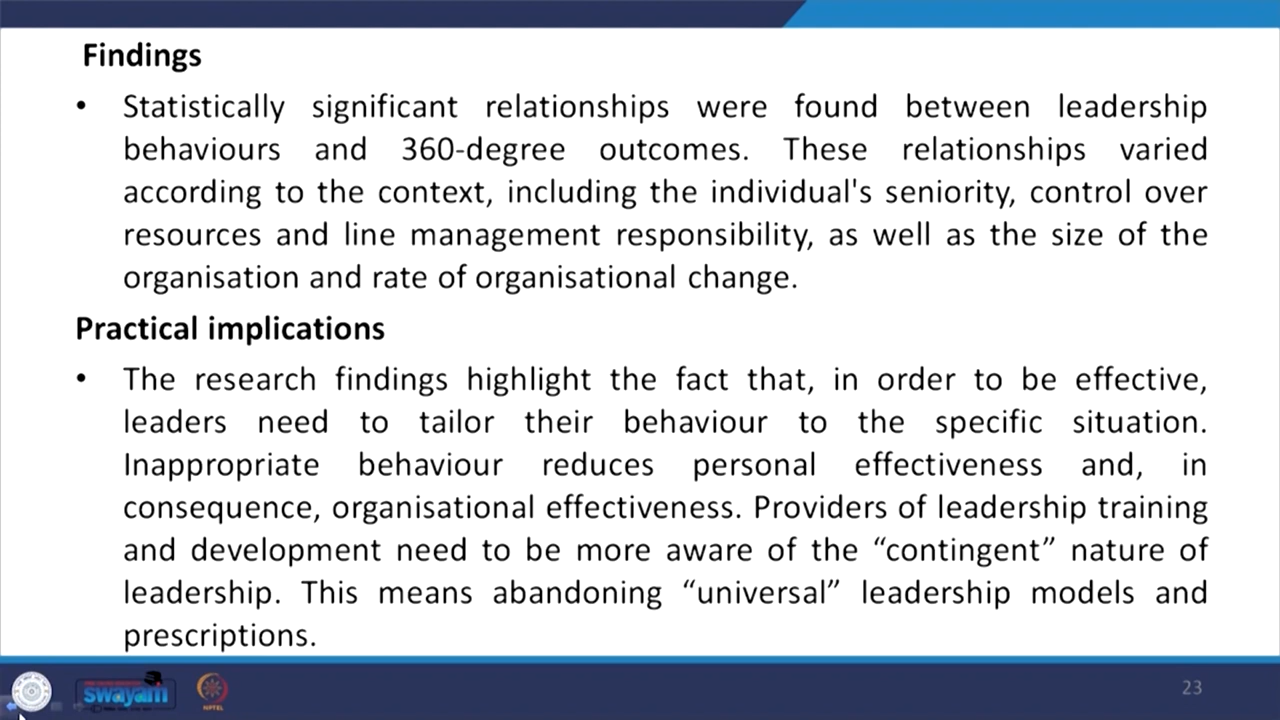 Findings
• Statistically significant relationships were found between leadership
behaviours and 360-degree outcomes. These relationships varied
according to the context, including the individual's seniority, control over
resources and line management responsibility, as well as the size of the
organisation and rate of organisational change.
Practical implications
• The research findings highlight the fact that, in order to be effective,
leaders need to tailor their behaviour to the specific situation.
Inappropriate behaviour reduces personal effectiveness and, in
consequence, organisational effectiveness. Providers of leadership training
and development need to be more aware of the “contingent” nature of
leadership. This means abandoning “universal” leadership models and
prescriptions.
swayam
NPTEL
23